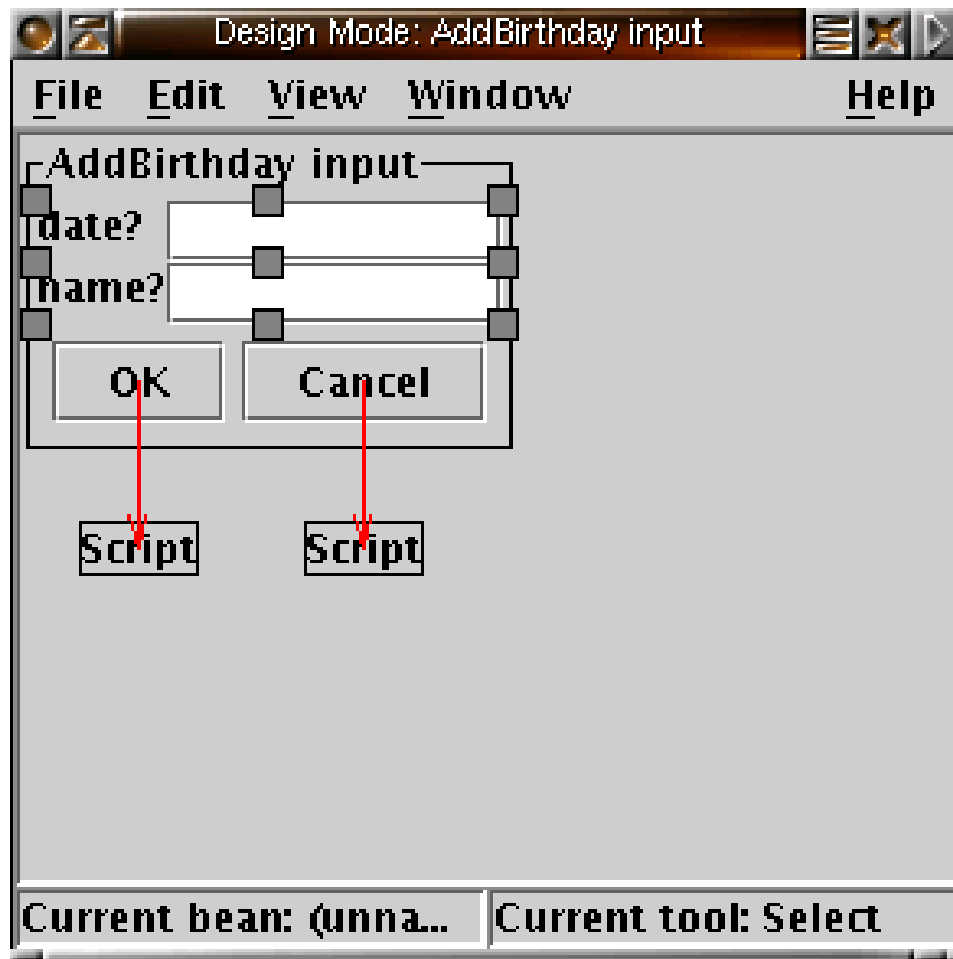 Design Mode: AddBirthday input
File Edit View Window Help
AddBirthday input
date?
name?
OK Cancel
Script Script
Current bean: (unna... Current tool: Select